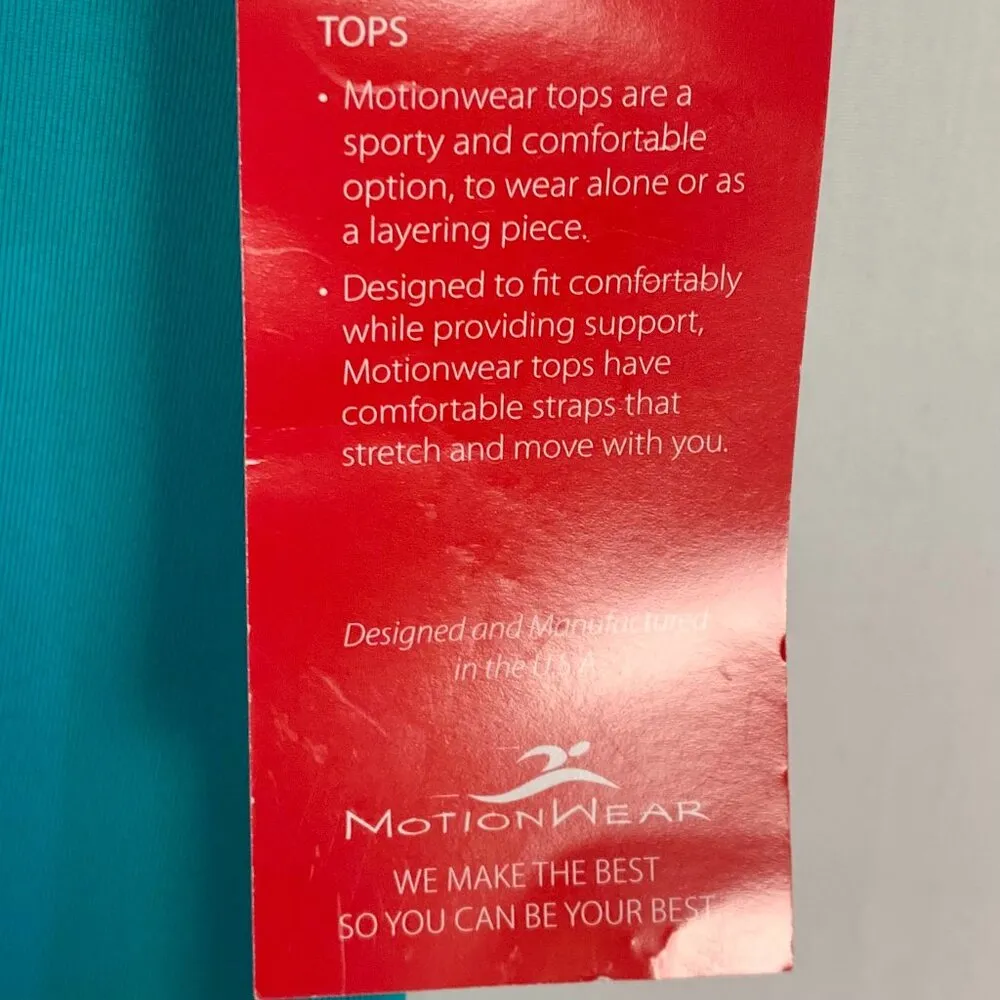 TOPS
• Motionwear tops are a
sporty and comfortable
option, to wear alone or as
a layering piece.
• Designed to fit comfortably
while providing support,
Motionwear tops have
comfortable straps that
stretch and move with you.
Designed and Manufactured
in the U.S.A.
MOTIONWEAR
WE MAKE THE BEST
SO YOU CAN BE YOUR BEST